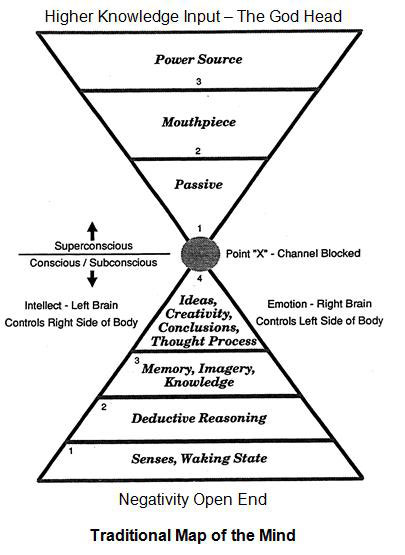 Higher Knowledge Input – The God Head
Power Source
3
Mouthpiece
2
Passive
1
Superconscious
Conscious / Subconscious
Point "X" - Channel Blocked
4
Intellect - Left Brain
Controls Right Side of Body
Ideas,
Creativity,
Conclusions,
Thought Process
Emotion - Right Brain
Controls Left Side of Body
3
Memory, Imagery,
Knowledge
2
Deductive Reasoning
1
Senses, Waking State
Negativity Open End
Traditional Map of the Mind